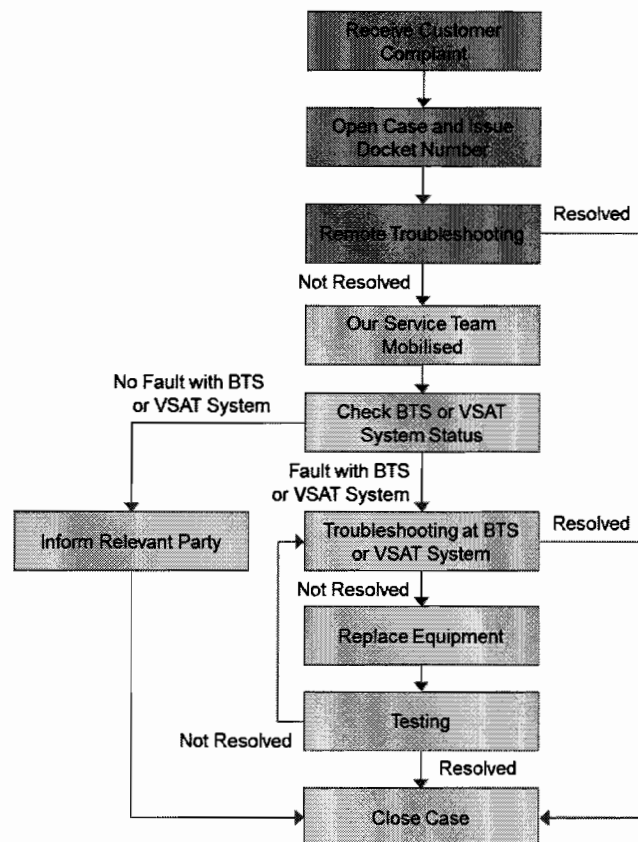 Receive Customer
Complaint
Open Case and Issue
Docket Number
Remote Troubleshooting
Resolved
Not Resolved
Our Service Team
Mobilised
No Fault with BTS
or VSAT System
Check BTS or VSAT
System Status
Fault with BTS
or VSAT System
Inform Relevant Party
Troubleshooting at BTS
or VSAT System
Resolved
Not Resolved
Replace Equipment
Testing
Not Resolved
Resolved
Close Case